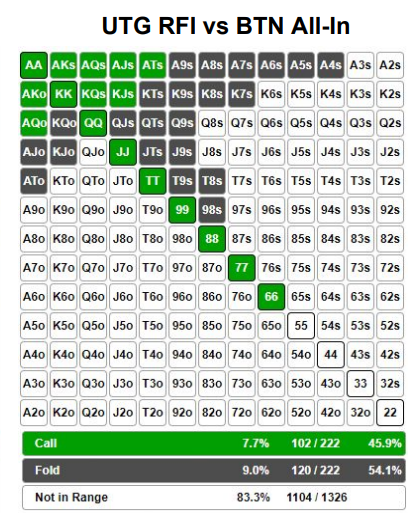 UTG RFI vs BTN All-In
AA AKs AQs AJs ATs A9s A8s A7s A6s A5s A4s A3s A2s
AKo KK KQs KJs KTs K9s K8s K7s K6s K5s K4s K3s K2s
AQo KQo QQ QJs QTs Q9s Q8s Q7s Q6s Q5s Q4s Q3s Q2s
AJo KJo QJo JJ JTs J9s J8s J7s J6s J5s J4s J3s J2s
ATo KTo QTo JTo TT T9s T8s T7s T6s T5s T4s T3s T2s
A9o K9o Q9o J9o T9o 99 98s 97s 96s 95s 94s 93s 92s
A8o K8o Q8o J8o T8o 98o 88 87s 86s 85s 84s 83s 82s
A7o K7o Q7o J7o T7o 97o 87o 77 76s 75s 74s 73s 72s
A6o K6o Q6o J6o T6o 96o 86o 76o 66 65s 64s 63s 62s
A5o K5o Q5o J5o T5o 95o 85o 75o 65o 55 54s 53s 52s
A4o K4o Q4o J4o T4o 94o 84o 74o 64o 54o 44 43s 42s
A3o K3o Q3o J3o T3o 93o 83o 73o 63o 53o 43o 33 32s
A2o K2o Q2o J2o T2o 92o 82o 72o 62o 52o 42o 32o 22
Call 7.7% 102 / 222 45.9%
Fold 9.0% 120 / 222 54.1%
Not in Range 83.3% 1104 / 1326